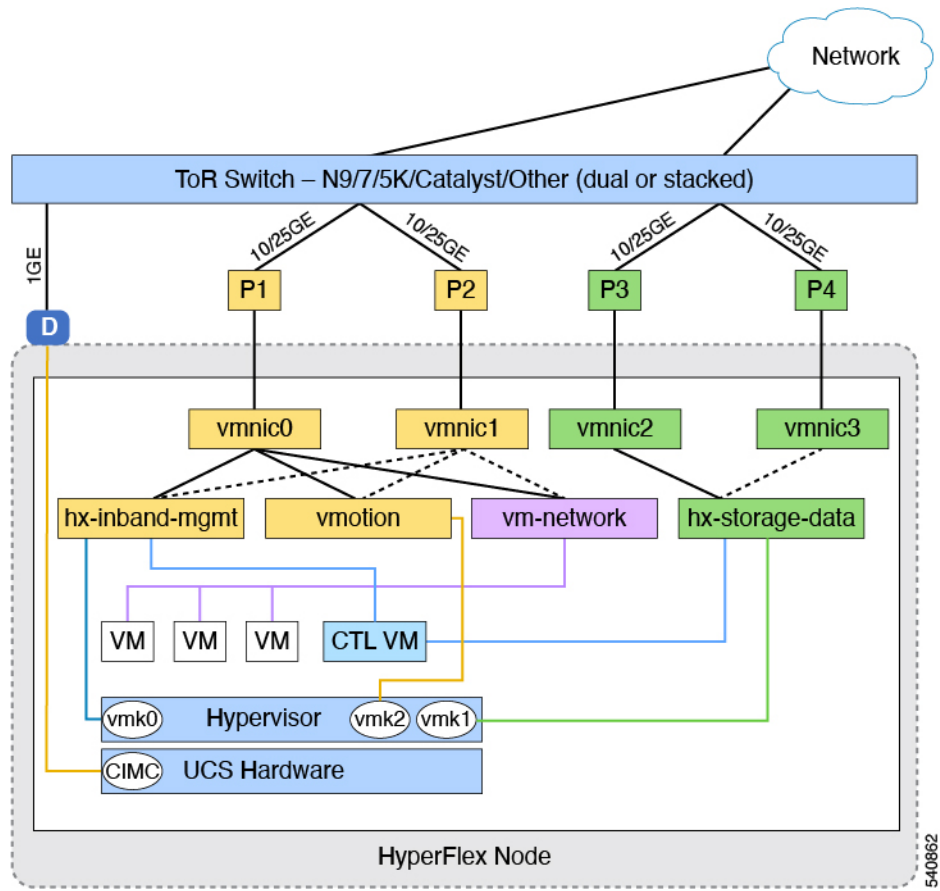 Network
ToR Switch – N9/7/5K/Catalyst/Other (dual or stacked)
1GE
10/25GE
10/25GE
10/25GE
10/25GE
P1
P2
P3
P4
D
vmnic0
vmnic1
vmnic2
vmnic3
hx-inband-mgmt
vmotion
vm-network
hx-storage-data
VM
VM
VM
CTL VM
vmk0
Hypervisor
vmk2
vmk1
CIMC
UCS Hardware
HyperFlex Node
540862